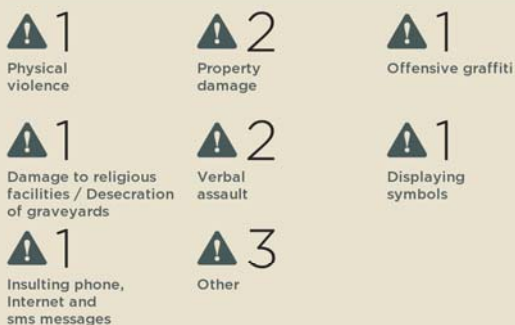 1
Physical
violence
2
Property
damage
1
Offensive graffiti
1
Damage to religious
facilities / Desecration
of graveyards
2
Verbal
assault
1
Displaying
symbols
1
Insulting phone,
Internet and
sms messages
3
Other